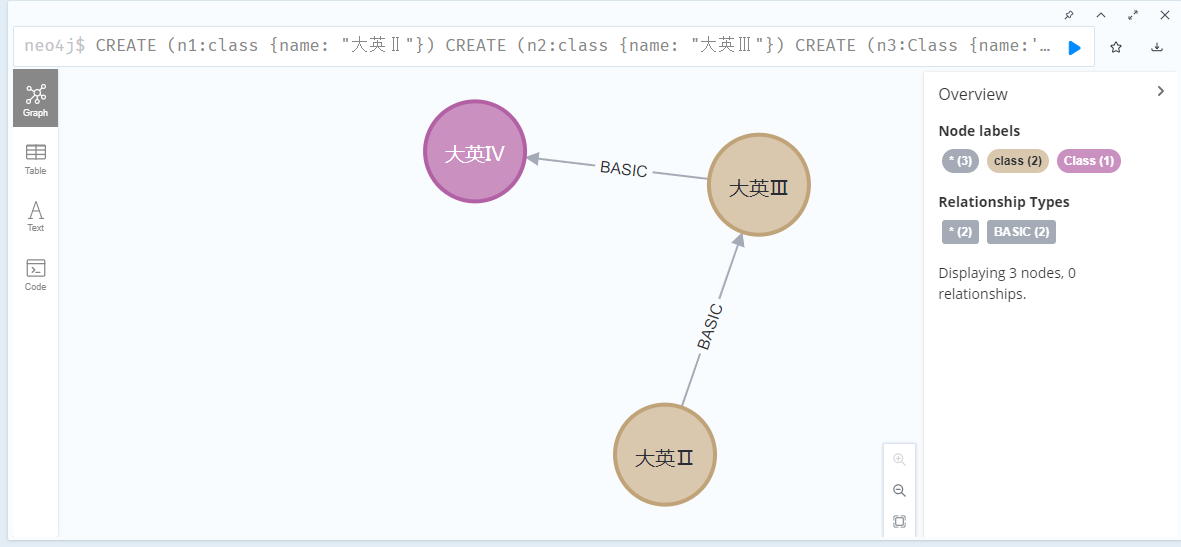 neo4j$ CREATE (n1:class {name: "大英Ⅱ"}) CREATE (n2:class {name: "大英Ⅲ"}) CREATE (n3:Class {name:'…
Graph
Table
Text
Code
大英Ⅳ
BASIC
大英Ⅲ
BASIC
大英Ⅱ
Overview
Node labels
* (3) class (2) Class (1)
Relationship Types
* (2) BASIC (2)
Displaying 3 nodes, 0
relationships.